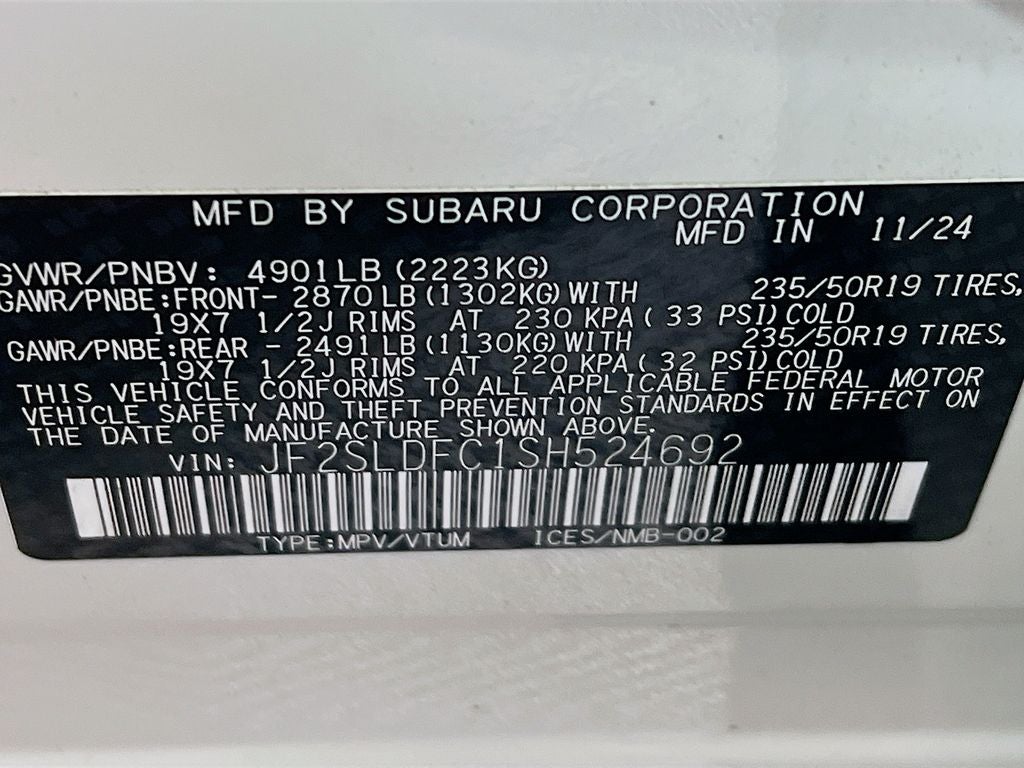 MFD BY SUBARU CORPORATION
MFD IN 11/24
GVWR/PNBV: 4901LB (2223KG)
GAWR/PNBE:FRONT- 2870LB(1302KG)WITH 235/50R19 TIRES,
19X7 1/2J RIMS AT 230 KPA( 33 PSI)COLD
GAWR/PNBE:REAR - 2491LB(1130KG)WITH 235/50R19 TIRES,
19X7 1/2J RIMS AT 220 KPA( 32 PSI)COLD
THIS VEHICLE CONFORMS TO ALL APPLICABLE FEDERAL MOTOR
VEHICLE SAFETY AND THEFT PREVENTION STANDARDS IN EFFECT ON
THE DATE OF MANUFACTURE SHOWN ABOVE.
VIN: JF2SLDFC1SH524692
TYPE:MPV/VTUM ICES/NMB-002